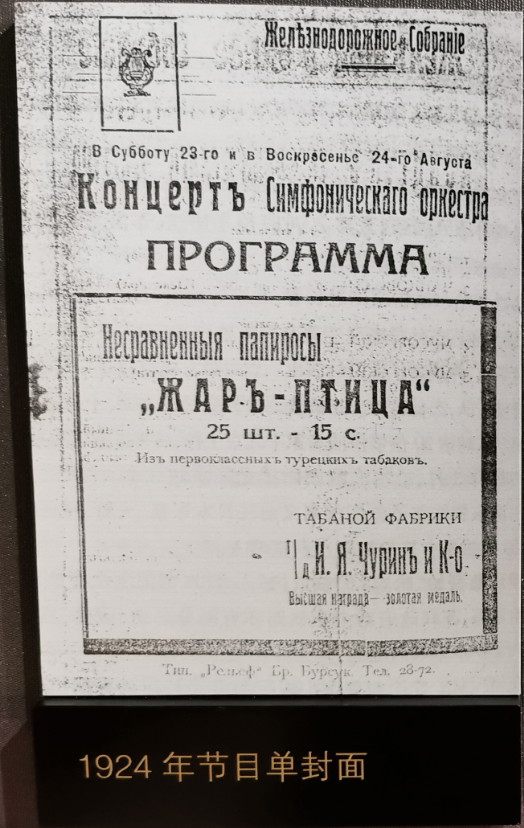 Желѣзнодорожное Собранiе
В Субботу 23-го и в Воскресенье 24-го Августа
Концертъ Симфоническаго оркестра
ПРОГРАММА
Несравненныя папиросы
„ЖАРЪ-ПТИЦА“
25 шт. - 15 с.
Изъ первоклассныхъ турецкихъ табаковъ.
ТАБАНОЙ ФАБРИКИ
Т/д И. Я. Чуринъ и К-о
Высшая награда — золотая медаль.
Тип. „Рельеф“ Бр. Бурсук. Тел. 28-72.
1924 年节目单封面